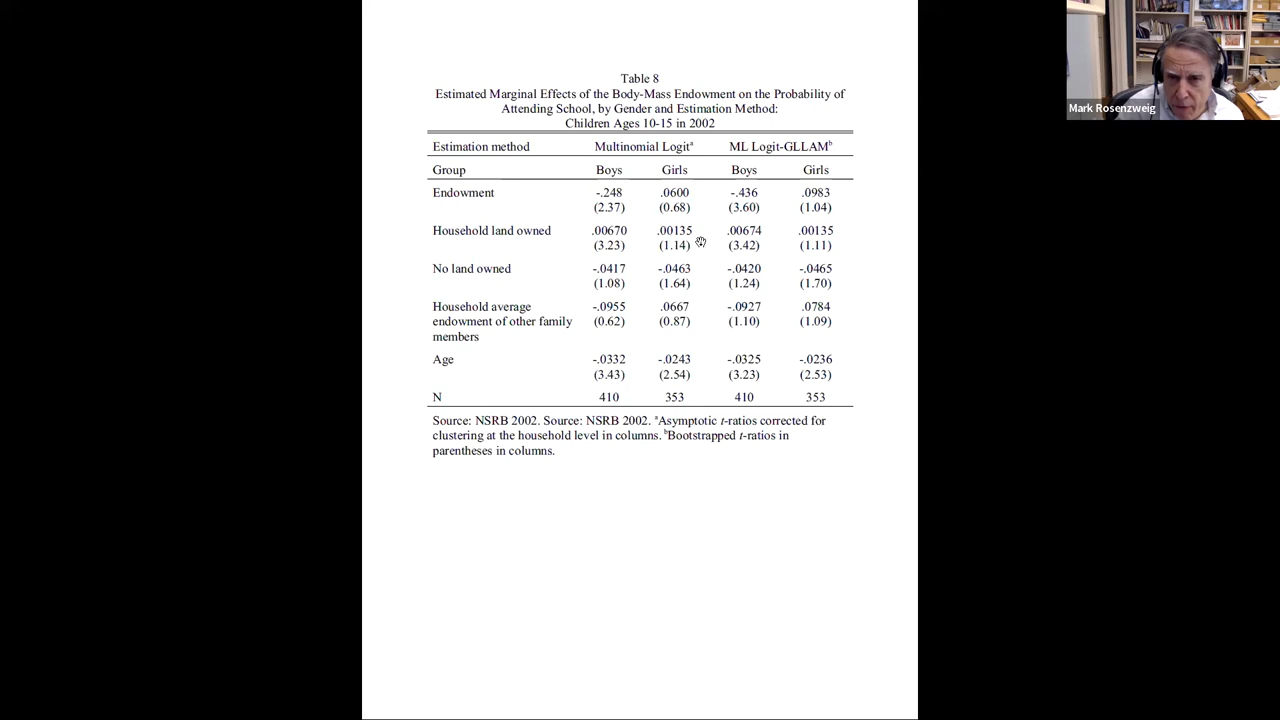 Table 8
Estimated Marginal Effects of the Body-Mass Endowment on the Probability of
Attending School, by Gender and Estimation Method:
Children Ages 10-15 in 2002
Estimation method Multinomial Logitᵃ ML Logit-GLLAMᵇ
Group Boys Girls Boys Girls
Endowment -.248 .0600 -.436 .0983
(2.37) (0.68) (3.60) (1.04)
Household land owned .00670 .00135 .00674 .00135
(3.23) (1.14) (3.42) (1.11)
No land owned -.0417 -.0463 -.0420 -.0465
(1.08) (1.64) (1.24) (1.70)
Household average -.0955 .0667 -.0927 .0784
endowment of other family (0.62) (0.87) (1.10) (1.09)
members
Age -.0332 -.0243 -.0325 -.0236
(3.43) (2.54) (3.23) (2.53)
N 410 353 410 353
Source: NSRB 2002. Source: NSRB 2002. ᵃAsymptotic t-ratios corrected for
clustering at the household level in columns. ᵇBootstrapped t-ratios in
parentheses in columns.
Mark Rosenzweig